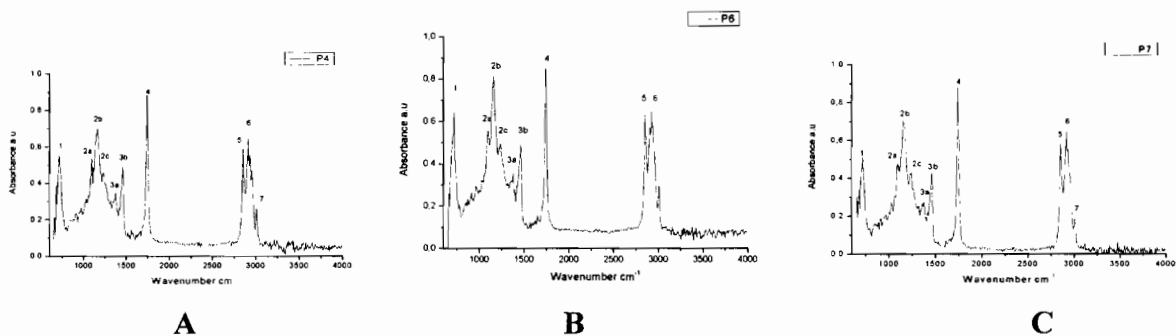 P4
1.0
0.8
0.6
0.4
0.2
0.0
Absorbance a.u
1
2a
2b
2c
3a
3b
4
5
6
7
1000 1500 2000 2500 3000 3500 4000
Wavenumber cm
A
P6
1,0
0,8
0,6
0,4
0,2
0,0
Absorbance a.u
1
2a
2b
2c
3a
3b
4
5
6
1000 1500 2000 2500 3000 3500 4000
Wavenumber cm⁻¹
B
P7
1.0
0.8
0.6
0.4
0.2
0.0
Absorbance a.u
1
2a
2b
2c
3a
3b
4
5
6
7
1000 1500 2000 2500 3000 3500 4000
Wavenumber cm⁻¹
C